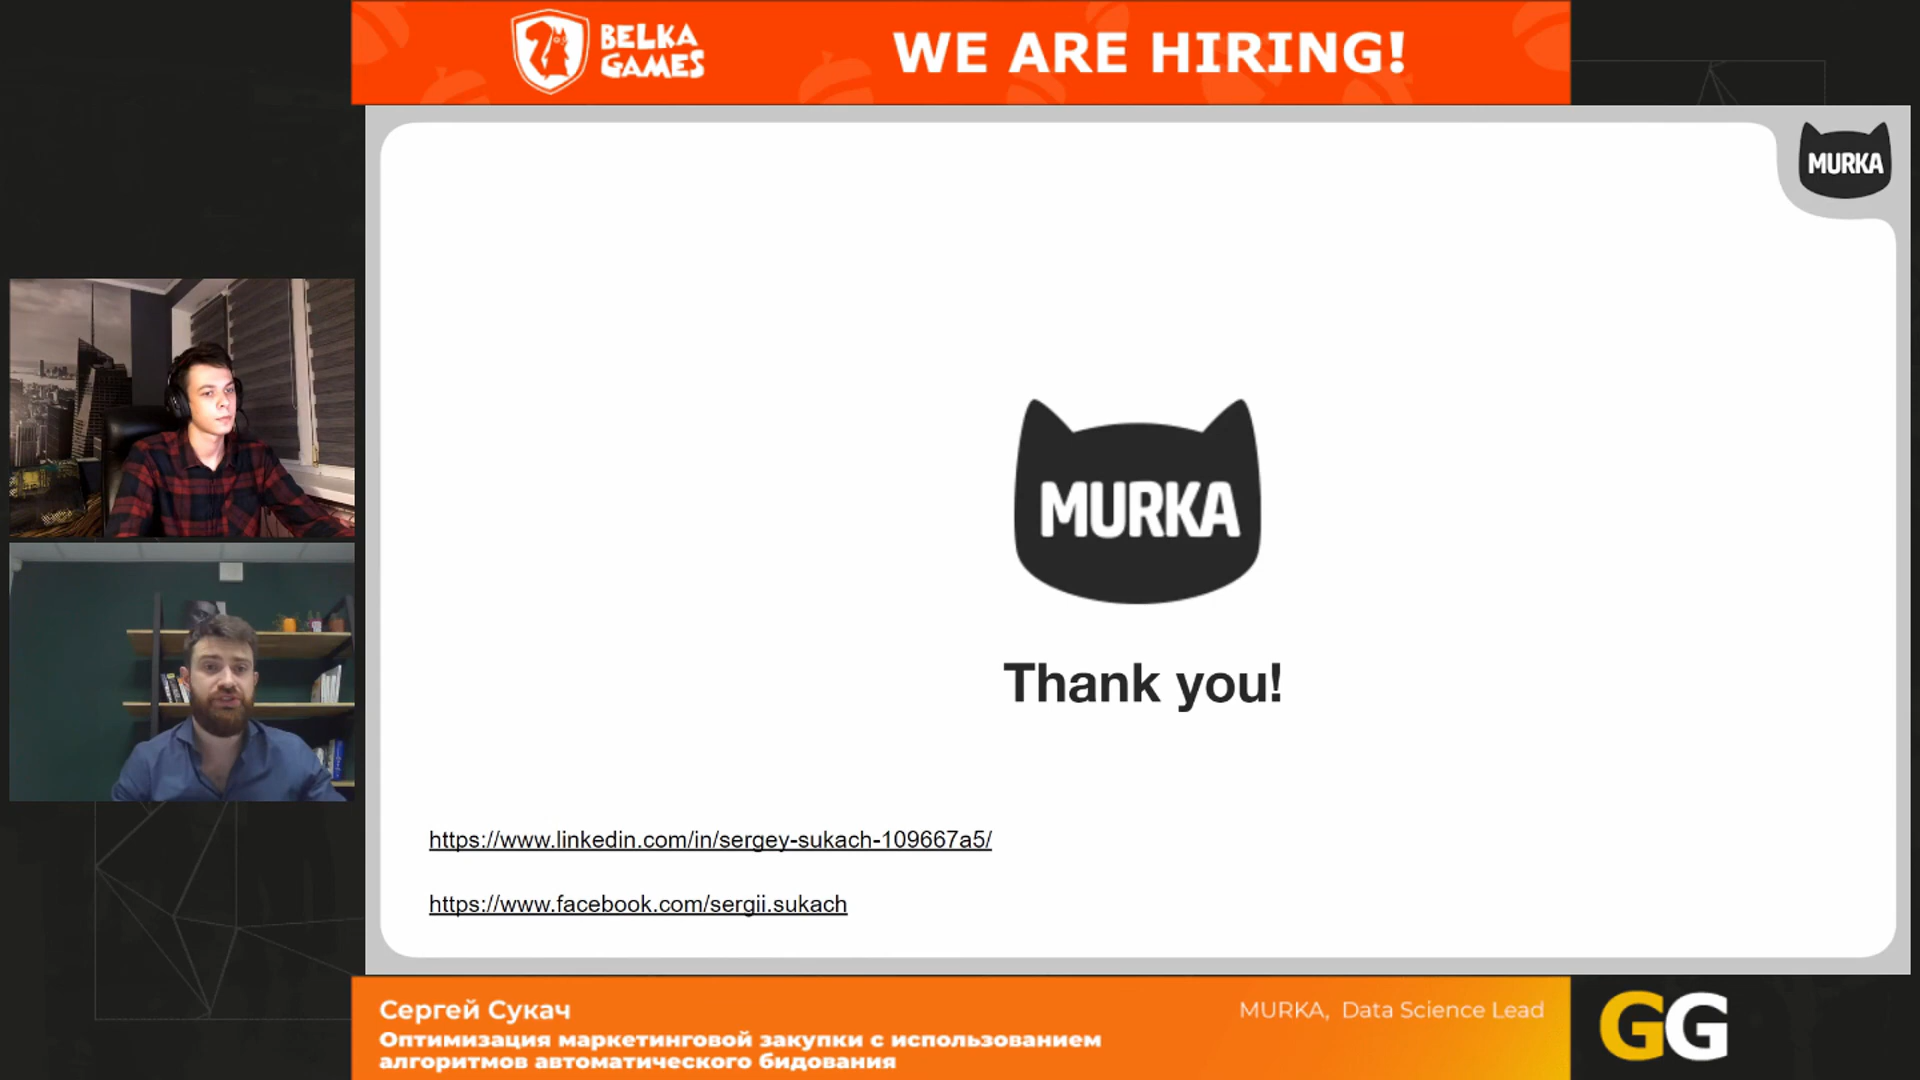 BELKA
GAMES
WE ARE HIRING!
MURKA
MURKA
Thank you!
https://www.linkedin.com/in/sergey-sukach-109667a5/
https://www.facebook.com/sergii.sukach
Сергей Сукач
MURKA, Data Science Lead
Оптимизация маркетинговой закупки с использованием
алгоритмов автоматического бидования
GG